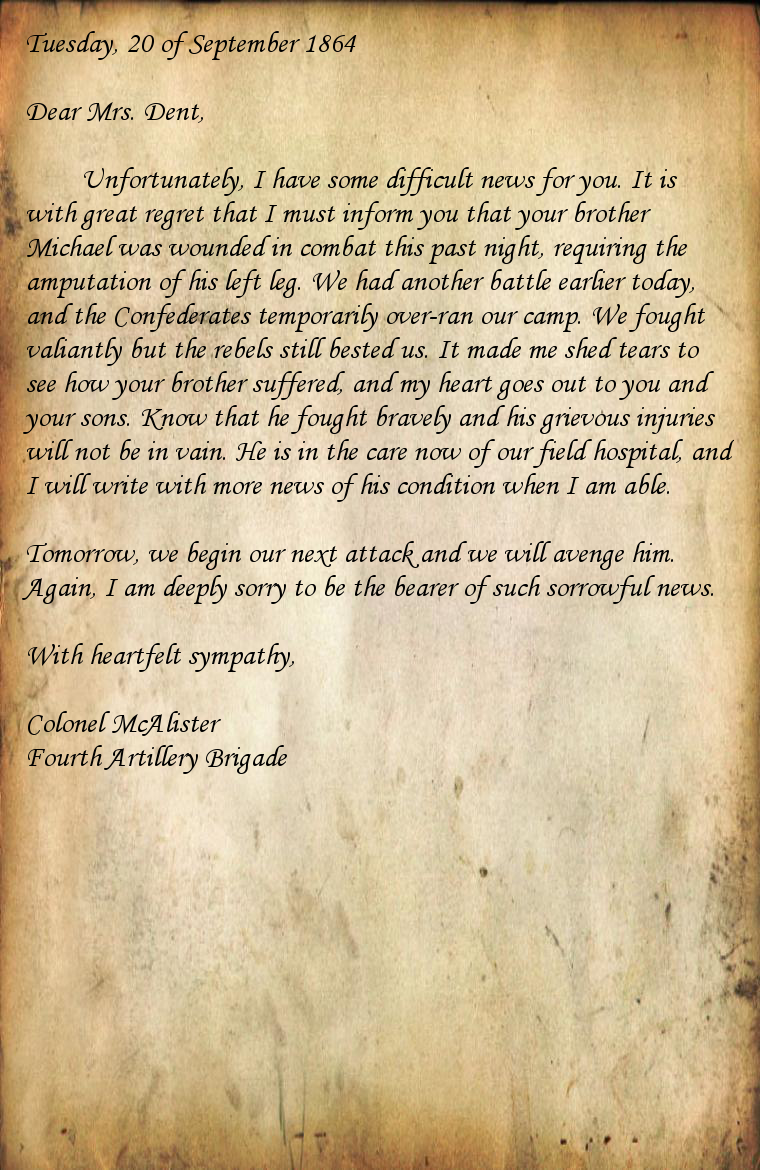 Tuesday, 20 of September 1864
Dear Mrs. Dent,
Unfortunately, I have some difficult news for you. It is
with great regret that I must inform you that your brother
Michael was wounded in combat this past night, requiring the
amputation of his left leg. We had another battle earlier today,
and the Confederates temporarily over-ran our camp. We fought
valiantly but the rebels still bested us. It made me shed tears to
see how your brother suffered, and my heart goes out to you and
your sons. Know that he fought bravely and his grievous injuries
will not be in vain. He is in the care now of our field hospital, and
I will write with more news of his condition when I am able.
Tomorrow, we begin our next attack and we will avenge him.
Again, I am deeply sorry to be the bearer of such sorrowful news.
With heartfelt sympathy,
Colonel McAlister
Fourth Artillery Brigade